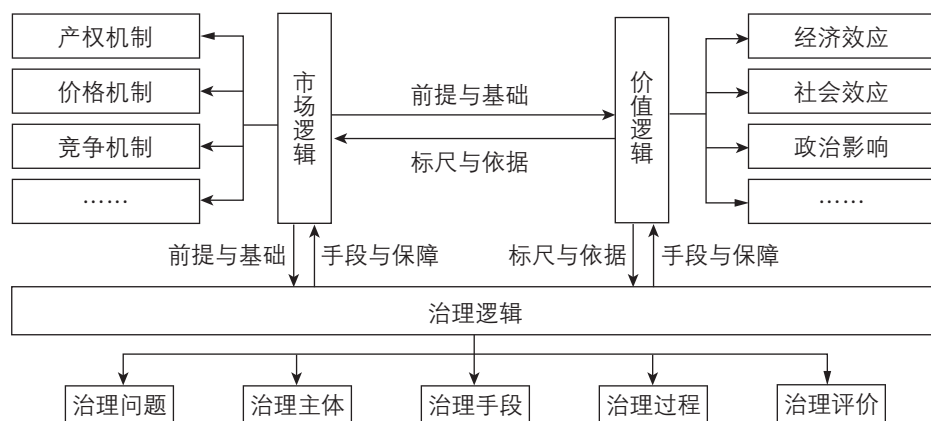 产权机制
价格机制
竞争机制
……
市场逻辑
前提与基础
标尺与依据
价值逻辑
经济效应
社会效应
政治影响
……
前提与基础
手段与保障
标尺与依据
手段与保障
治理逻辑
治理问题
治理主体
治理手段
治理过程
治理评价